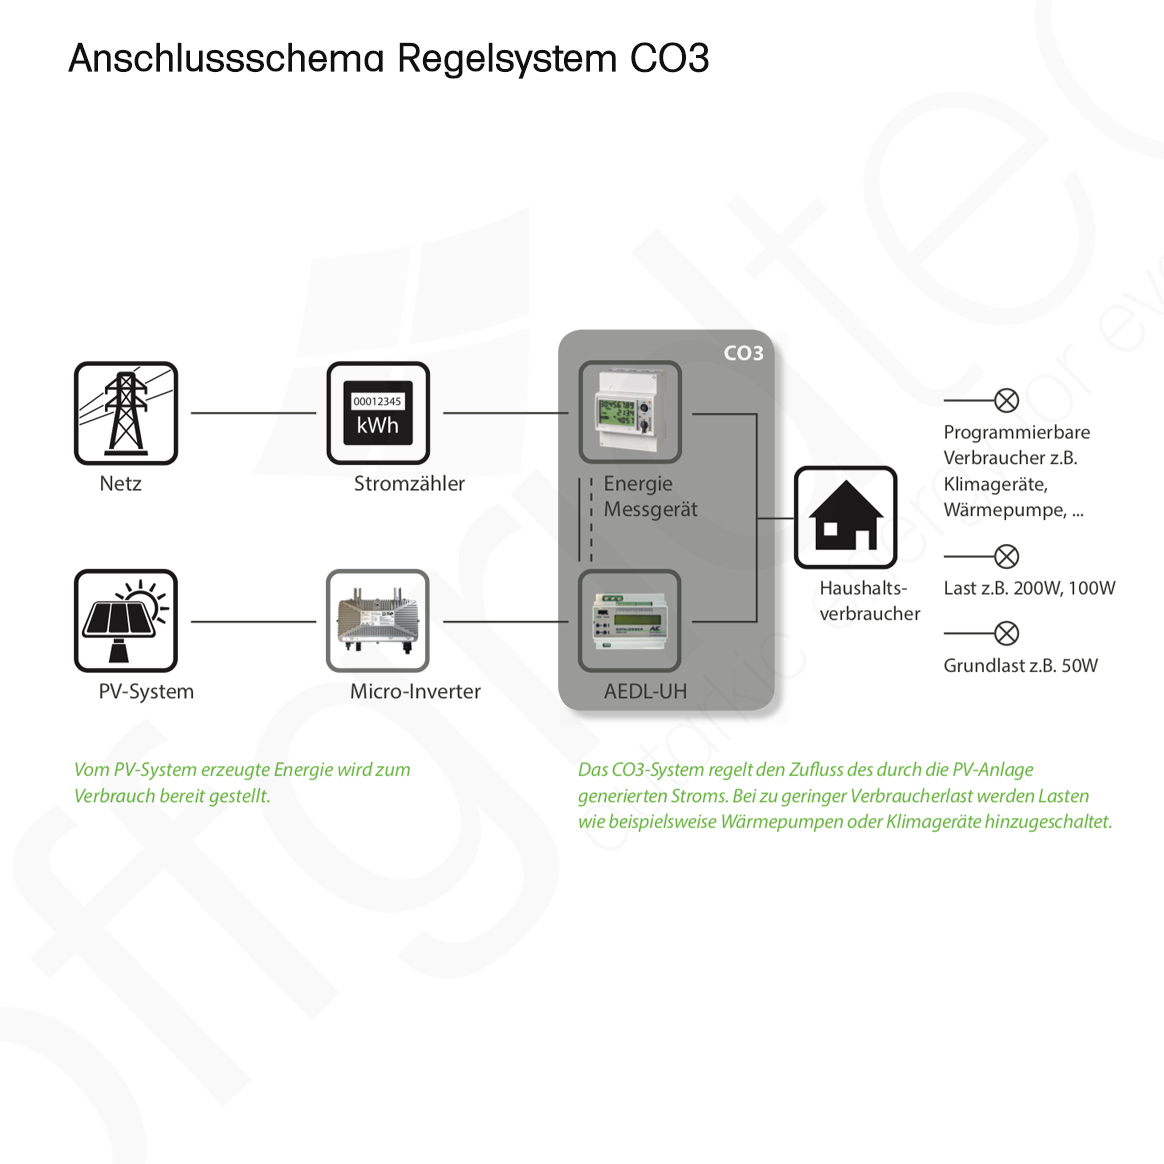 Anschlussschema Regelsystem CO3
CO3
00012345
kWh
Netz
Stromzähler
Energie
Messgerät
Programmierbare
Verbraucher z.B.
Klimageräte,
Wärmepumpe, ...
Haushalts-
verbraucher
Last z.B. 200W, 100W
Grundlast z.B. 50W
PV-System
Micro-Inverter
AEDL-UH
Vom PV-System erzeugte Energie wird zum
Verbrauch bereit gestellt.
Das CO3-System regelt den Zufluss des durch die PV-Anlage
generierten Stroms. Bei zu geringer Verbraucherlast werden Lasten
wie beispielsweise Wärmepumpen oder Klimageräte hinzugeschaltet.
offgridtec